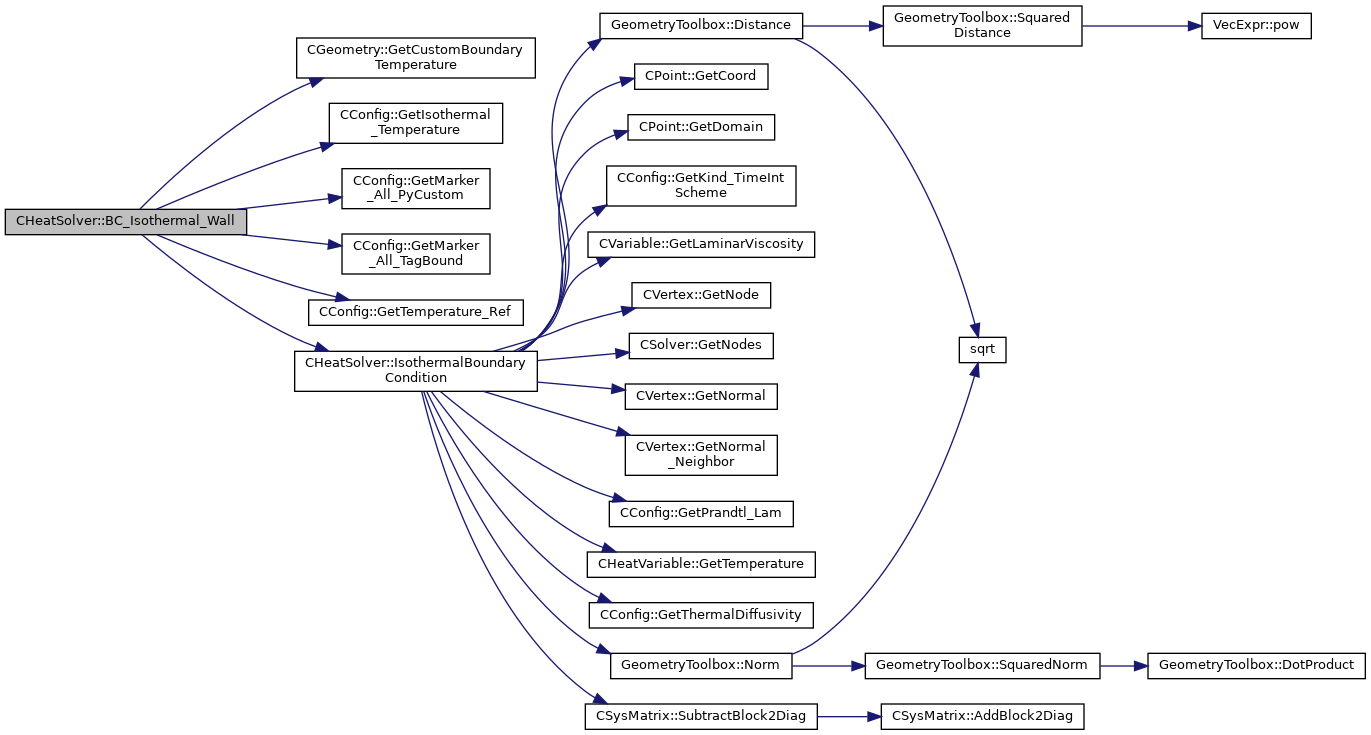 CHeatSolver::BC_Isothermal_Wall
CGeometry::GetCustomBoundary
Temperature
CConfig::GetIsothermal
_Temperature
CConfig::GetMarker
_All_PyCustom
CConfig::GetMarker
_All_TagBound
CConfig::GetTemperature_Ref
CHeatSolver::IsothermalBoundary
Condition
GeometryToolbox::Distance
CPoint::GetCoord
CPoint::GetDomain
CConfig::GetKind_TimeInt
Scheme
CVariable::GetLaminarViscosity
CVertex::GetNode
CSolver::GetNodes
CVertex::GetNormal
CVertex::GetNormal
_Neighbor
CConfig::GetPrandtl_Lam
CHeatVariable::GetTemperature
CConfig::GetThermalDiffusivity
GeometryToolbox::Norm
CSysMatrix::SubtractBlock2Diag
GeometryToolbox::Squared
Distance
VecExpr::pow
sqrt
GeometryToolbox::SquaredNorm
GeometryToolbox::DotProduct
CSysMatrix::AddBlock2Diag